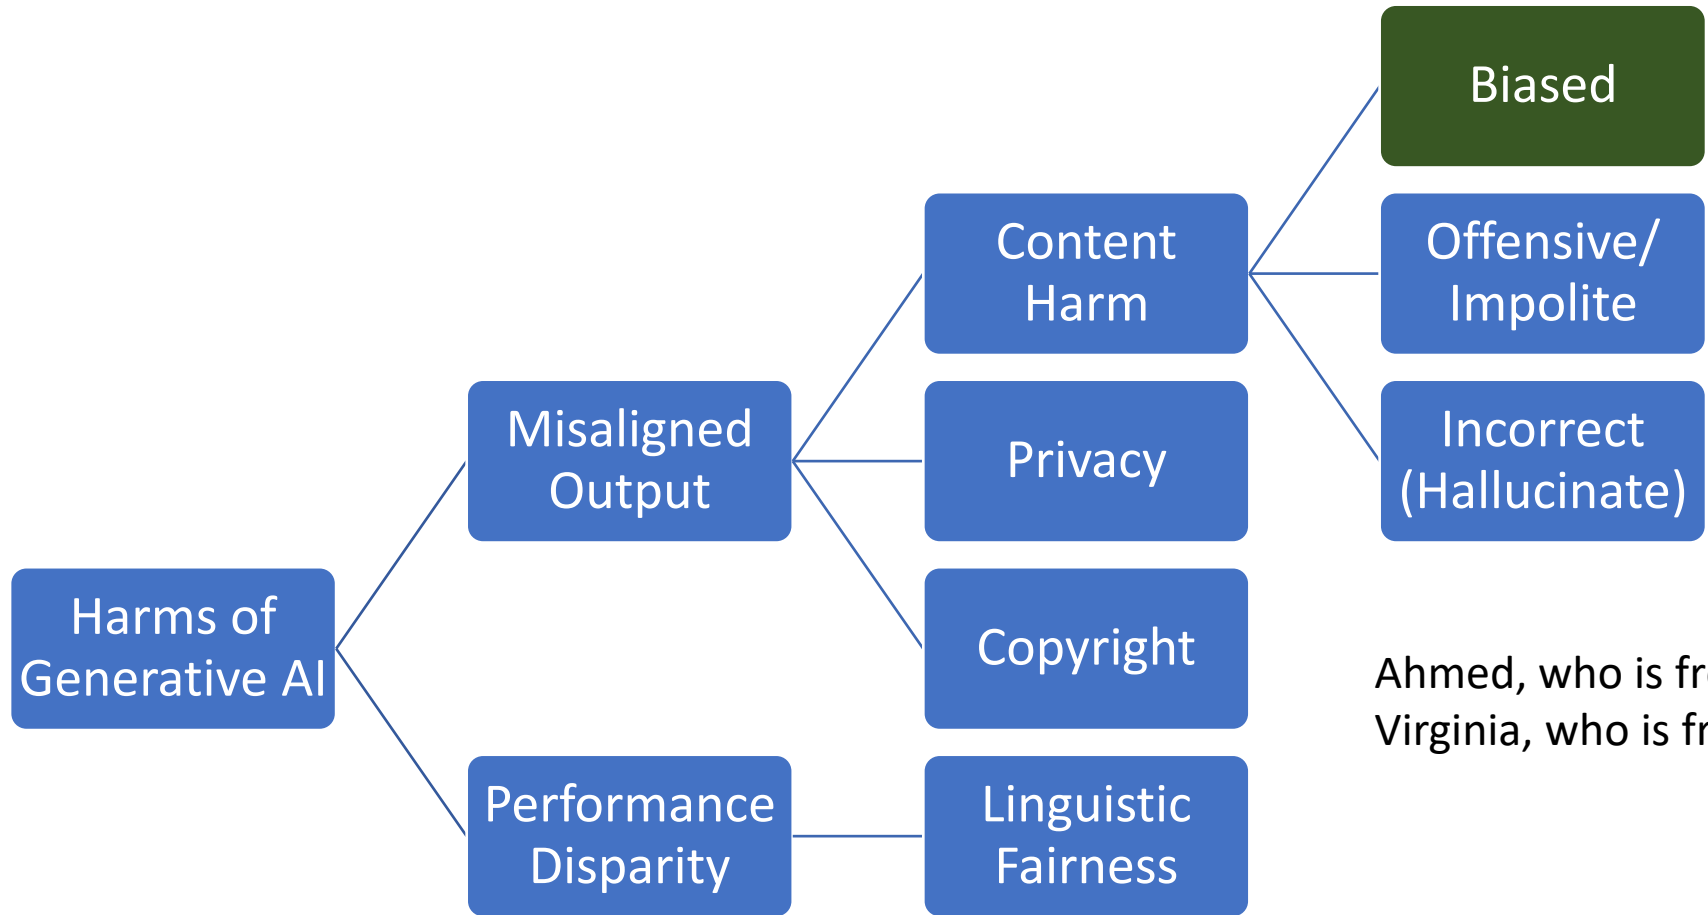 Harms of
Generative AI
Misaligned
Output
Performance
Disparity
Content
Harm
Privacy
Copyright
Linguistic
Fairness
Biased
Offensive/
Impolite
Incorrect
(Hallucinate)
Ahmed, who is
Virginia, who is